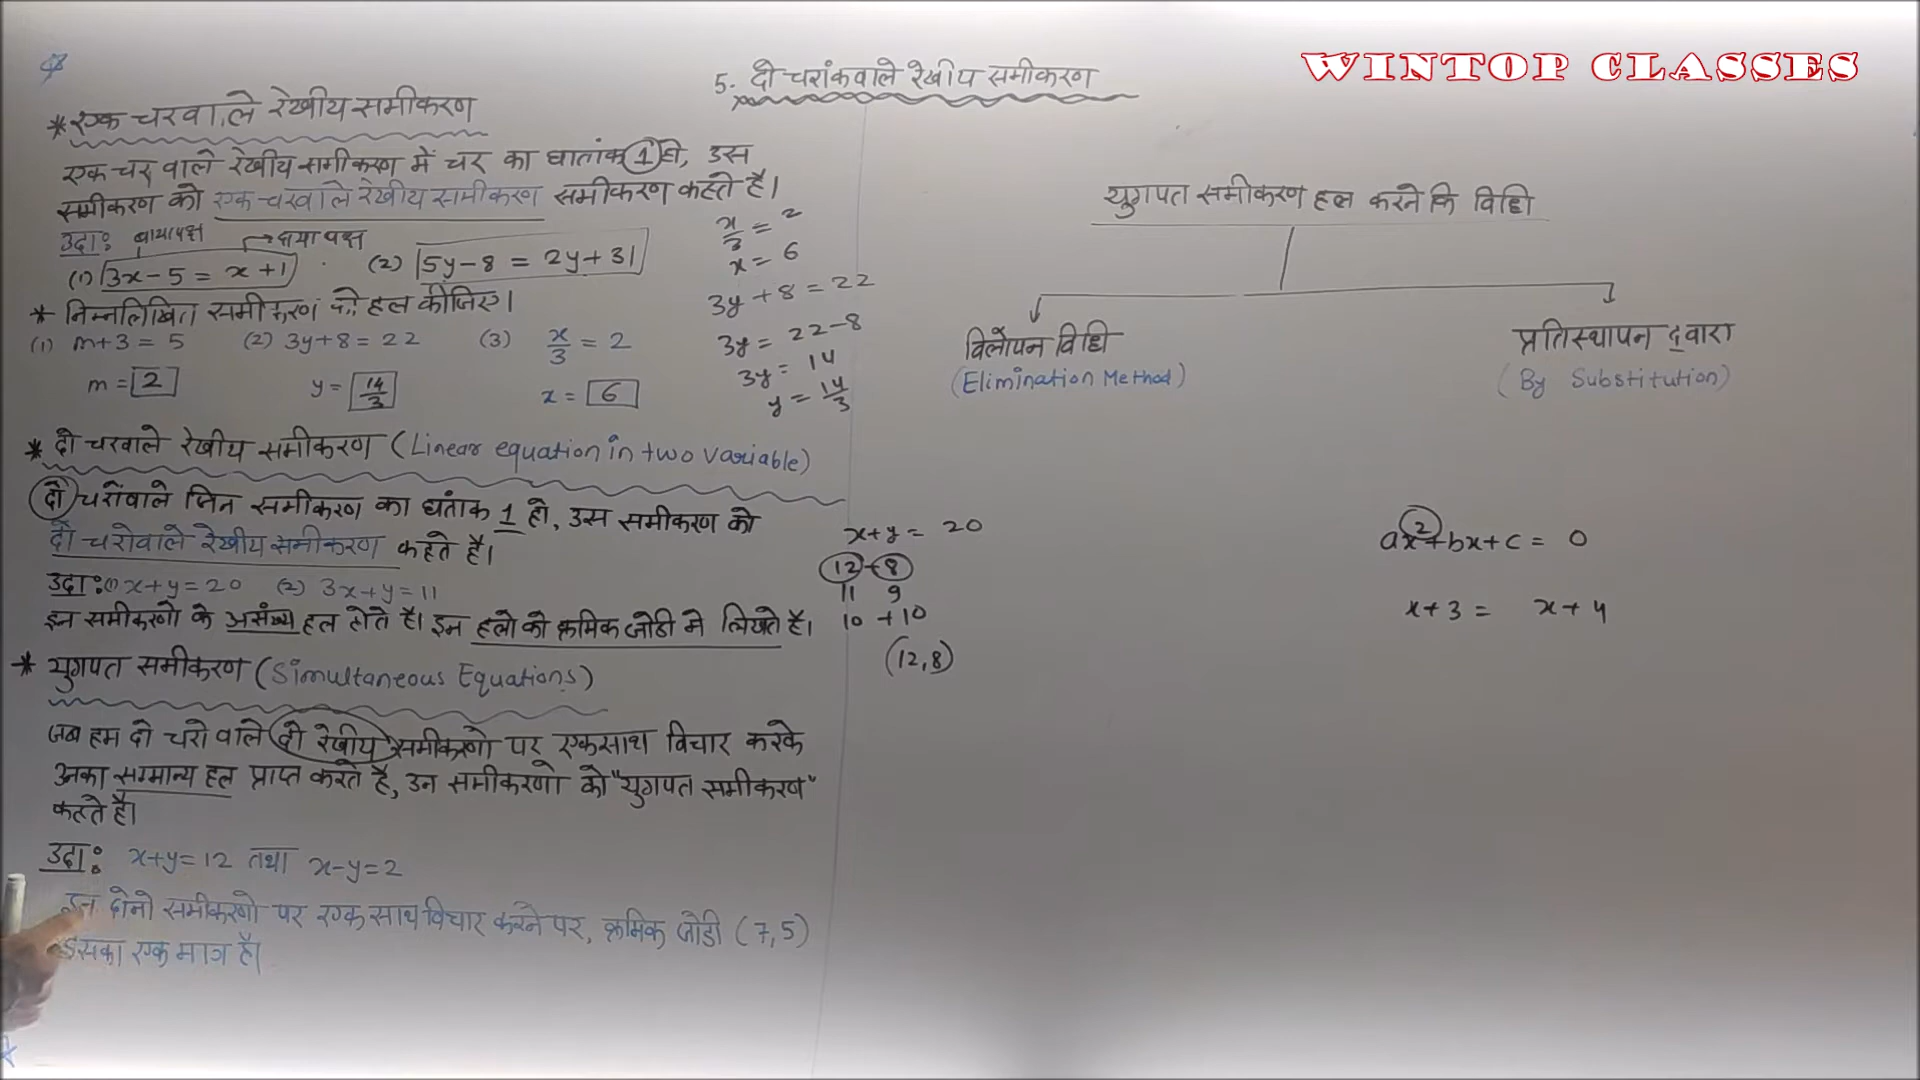 WINTOP CLASSES
5. दो चरांकवाले रेखीय समीकरण
*एक चरवाले रेखीय समीकरण
एक चर वाले रेखीय समीकरण में चर का घातांक 1 हो, उस
समीकरण को एक चरवाले रेखीय समीकरण समीकरण कहते है।
उदा: बायापक्ष → दाया पक्ष
(1) 3x-5 = x+1 (2) 5y-8 = 2y+31
* निम्नलिखित समीकरण को हल कीजिए।
(1) m+3 = 5 (2) 3y+8 = 22 (3) x/3 = 2
m = 2 y = 14/3 x = 6
x/3 = 2
x = 6
3y+8 = 22
3y = 22-8
3y = 14
y = 14/3
* दो चरवाले रेखीय समीकरण (Linear equation in two variable)
दो चरोंवाले जिन समीकरण का घतांक 1 हो, उस समीकरण को
दो चरोवाले रेखीय समीकरण कहते है।
उदा: (1) x+y=20 (2) 3x+y=11
इन समीकरणो के असंख्य हल होते है। इन हलो को क्रमिक जोडी मे लिखते है।
x+y = 20
12+8
11 9
10+10
(12,8)
* युगपत समीकरण (Simultaneous Equations)
जब हम दो चरो वाले दो रेखीय समीकरणो पर एकसाथ विचार करके
उनका सामान्य हल प्राप्त करते है, उन समीकरणो को "युगपत समीकरण"
कहते है।
उदा: x+y=12 तथा x-y=2
इन दोनो समीकरणो पर एक साथ विचार करने पर, क्रमिक जोडी (7,5)
इसका एक मात्र है।
युगपत समीकरण हल करने कि विधि
विलोपन विधि
(Elimination Method)
प्रतिस्थापन द्वारा
(By Substitution)
ax²+bx+c = 0
x+3 = x+4